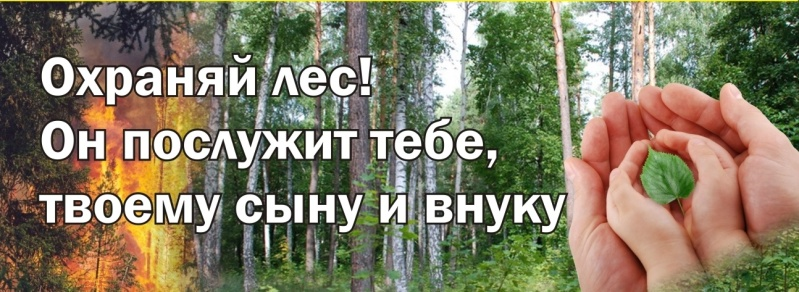 Охраняй лес!
Он послужит тебе,
твоему сыну и внуку